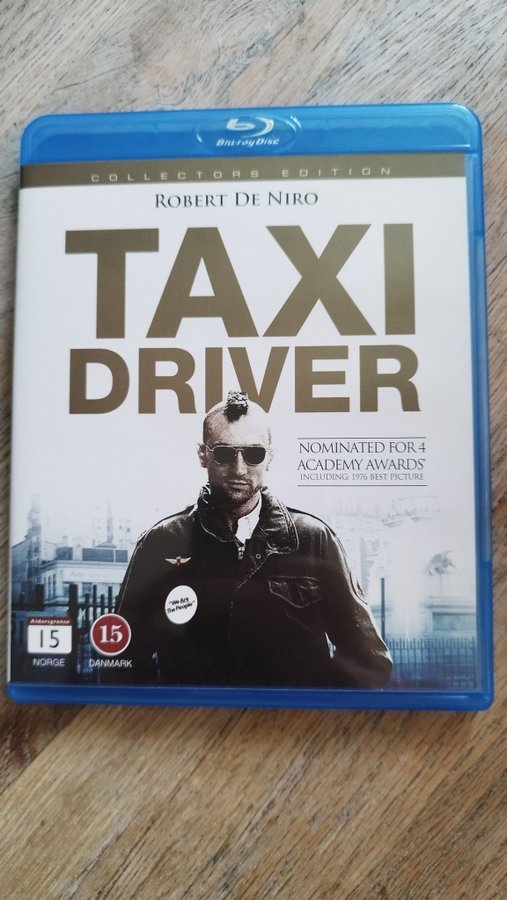 Blu-ray Disc
COLLECTORS EDITION
ROBERT DE NIRO
TAXI
DRIVER
NOMINATED FOR 4
ACADEMY AWARDS®
INCLUDING: 1976 BEST PICTURE
"We Are
The People"
Aldersgrense
15
NORGE
15
DANMARK